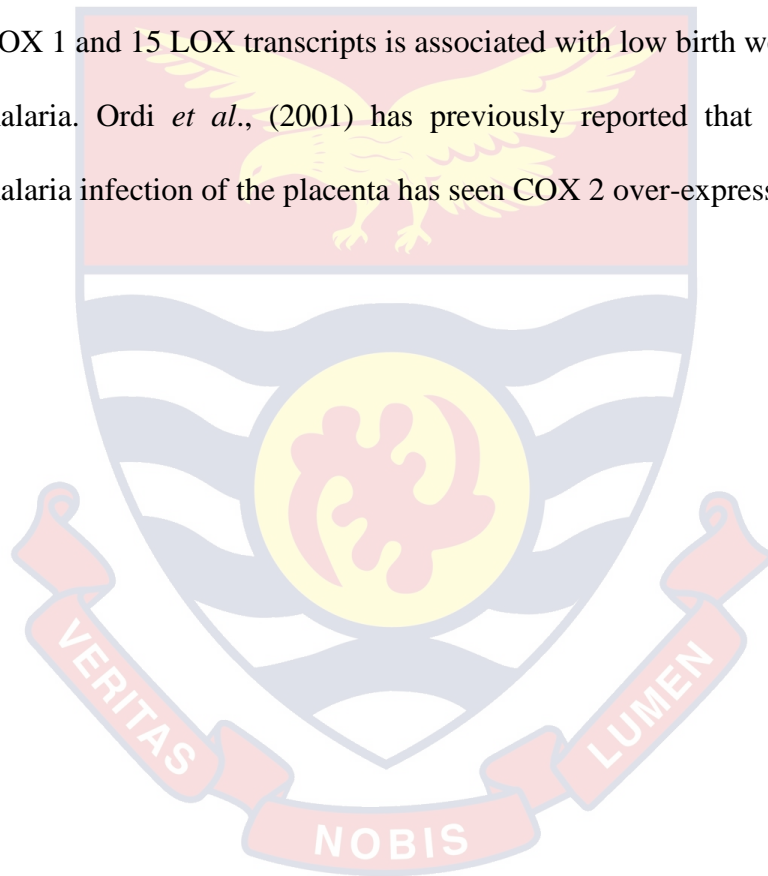 OX 1 and 15 LOX transcripts is associated with low birth w
alaria. Ordi et al., (2001) has previously reported that
alaria infection of the placenta has seen COX 2 over-express
VERITAS
NOBIS
LUMEN